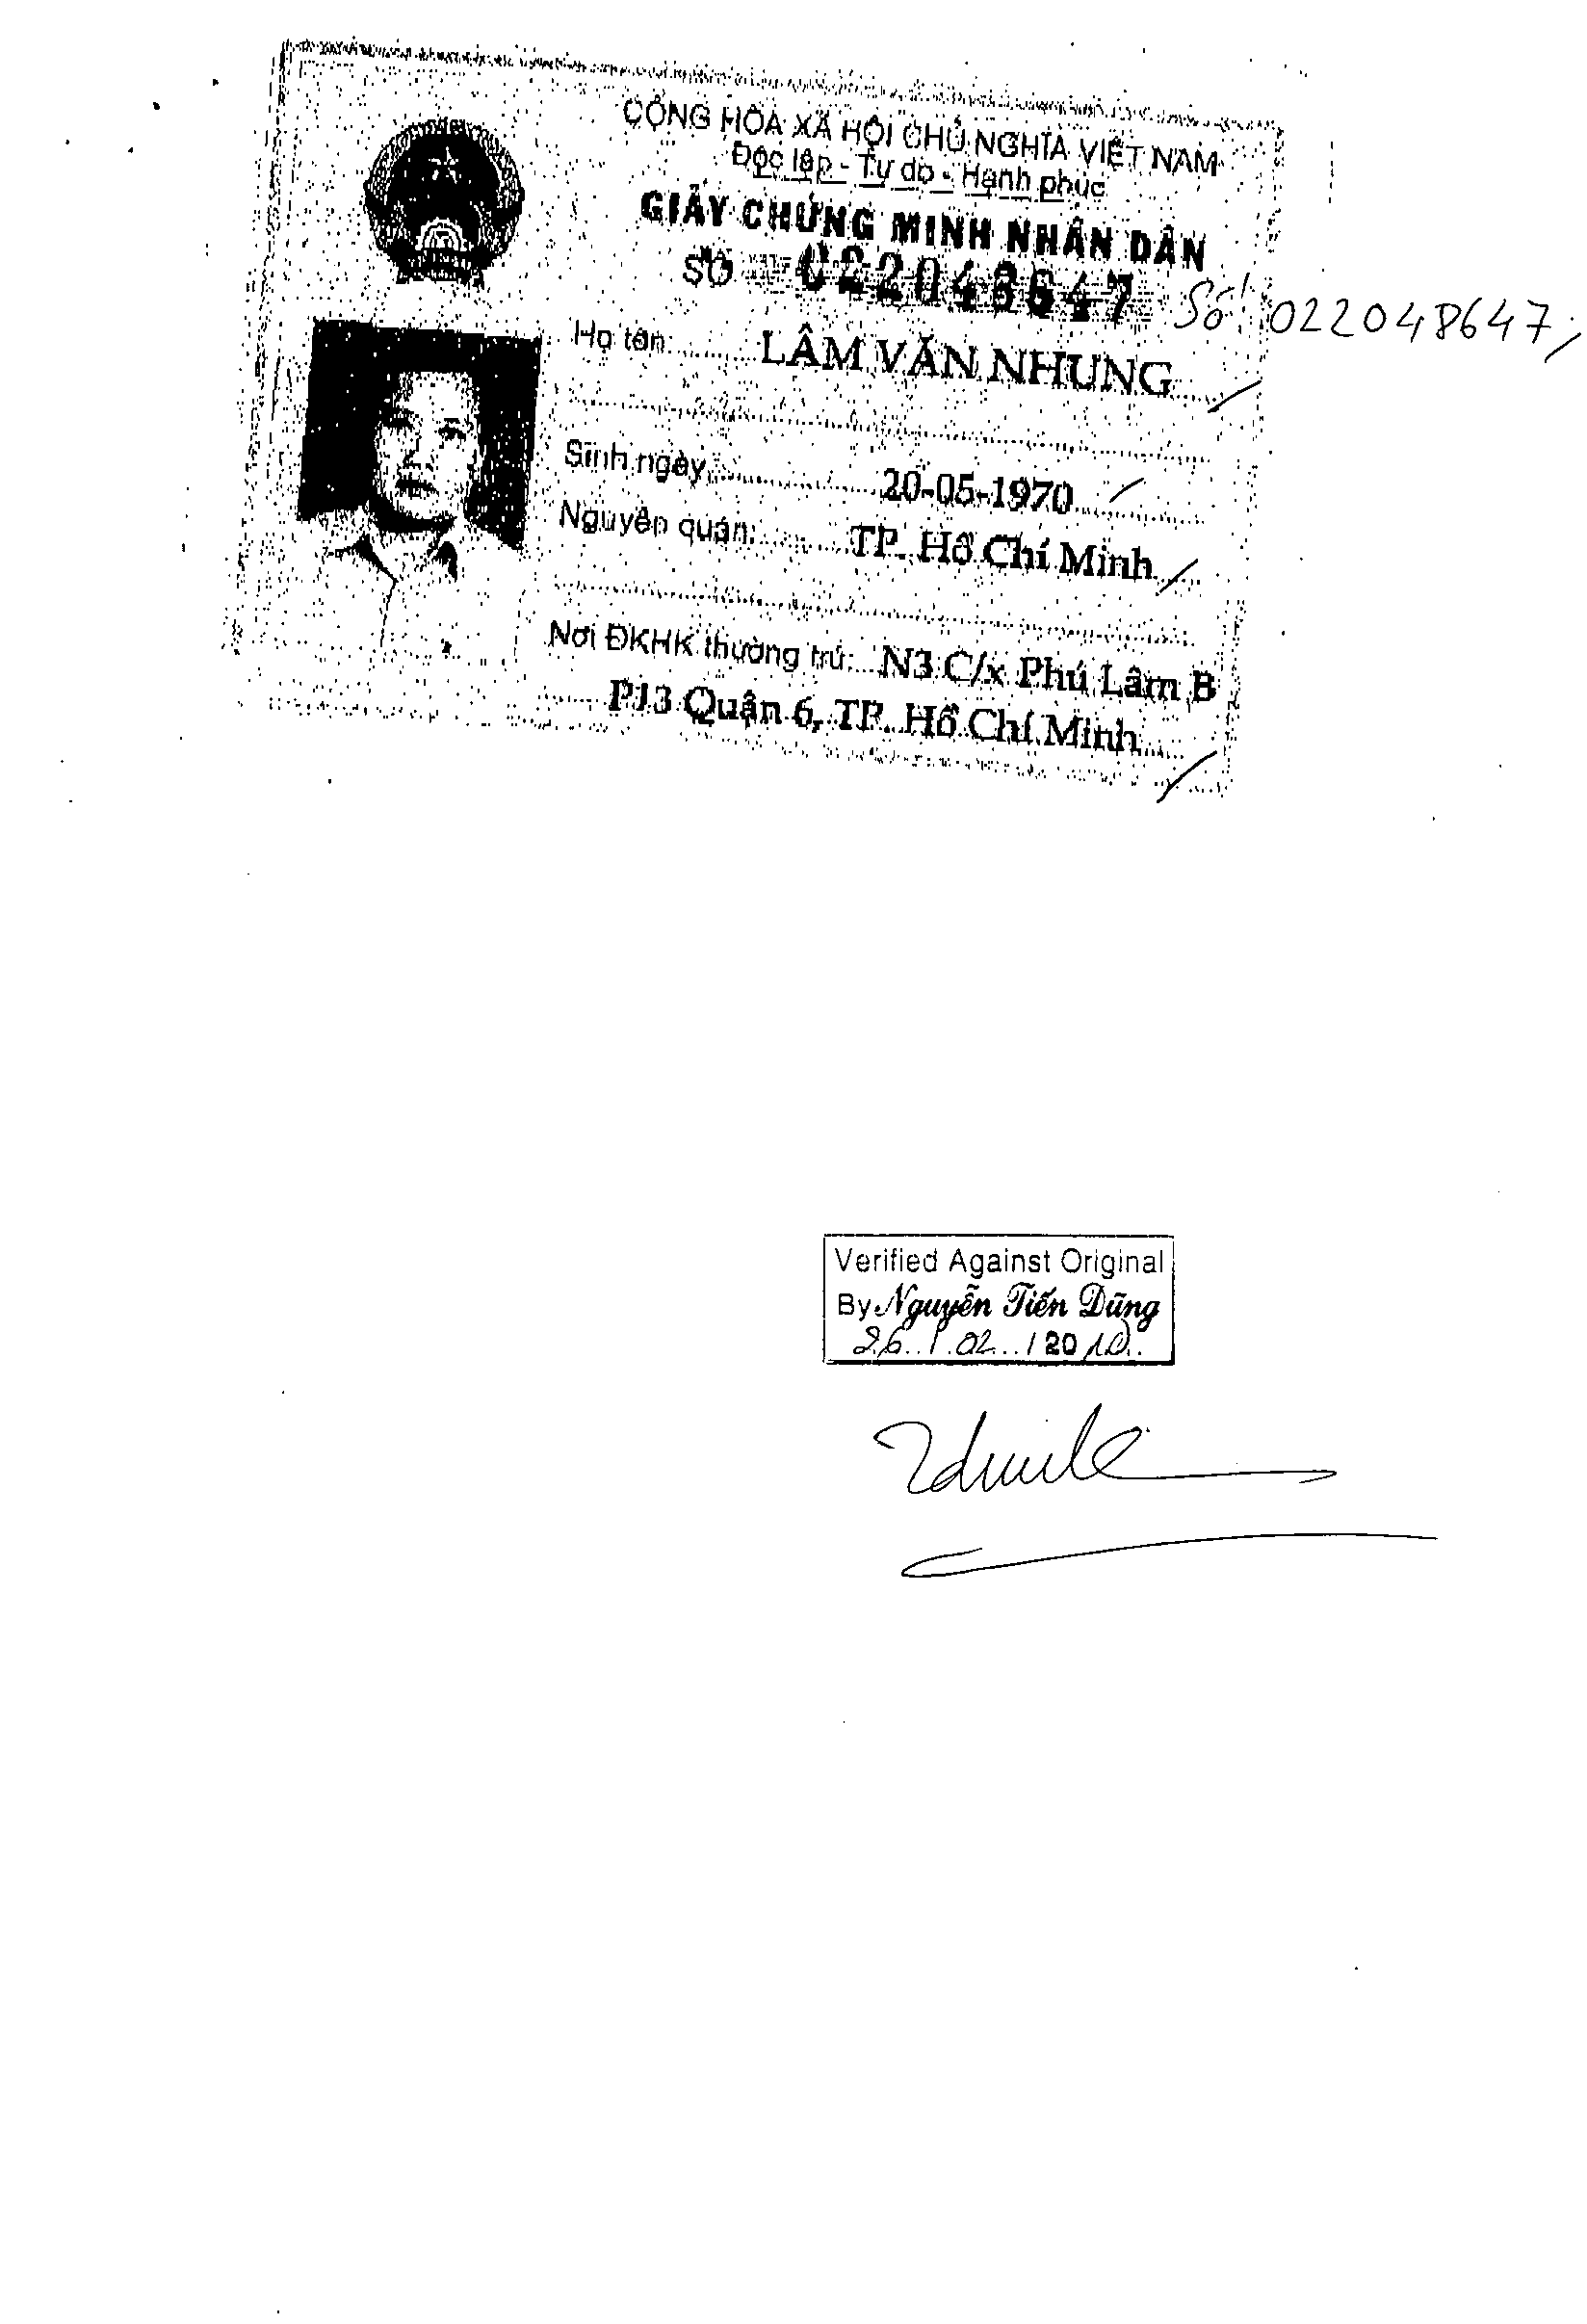 CỘNG HÒA XÃ HỘI CHỦ NGHĨA VIỆT NAM
Độc lập - Tự do - Hạnh phúc
GIẤY CHỨNG MINH NHÂN DÂN
SỐ 022048647 Số: 022048647
Họ tên: LÂM VĂN NHUNG
Sinh ngày 20-05-1970
Nguyên quán: TP. Hồ Chí Minh
Nơi ĐKHK thường trú: N3 C/x Phú Lâm B
P13 Quận 6, TP. Hồ Chí Minh
Verified Against Original
By Nguyễn Tiến Dũng
26/02/2010